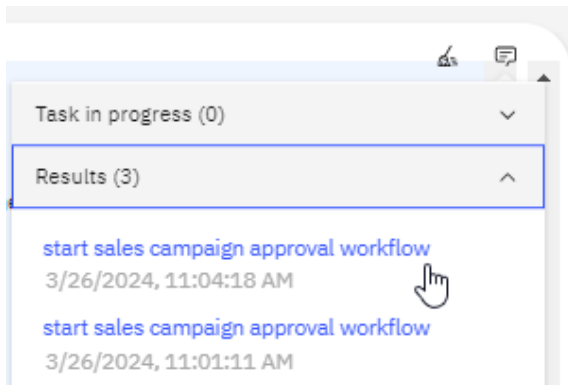 Task in progress (0)
Results (3)
start sales campaign approval workflow
3/26/2024, 11:04:18 AM
start sales campaign approval workflow
3/26/2024, 11:01:11 AM